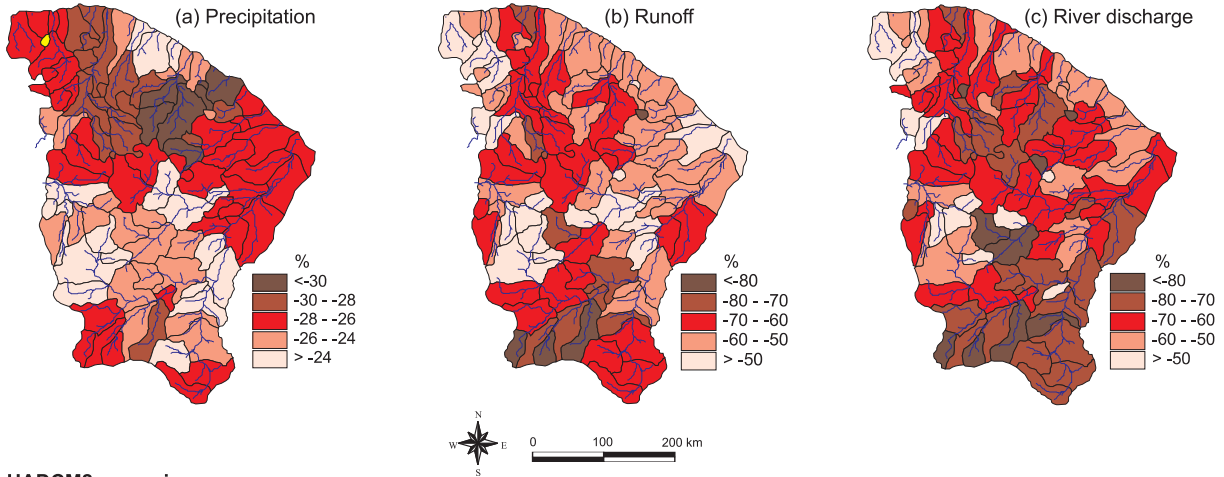 (a) Precipitation
(b) Runoff
(c) River discharge
%
<-30
-30 - -28
-28 - -26
-26 - -24
> -24
%
<-80
-80 - -70
-70 - -60
-60 - -50
> -50
%
<-80
-80 - -70
-70 - -60
-60 - -50
> -50
N
W E
S
0 100 200 km